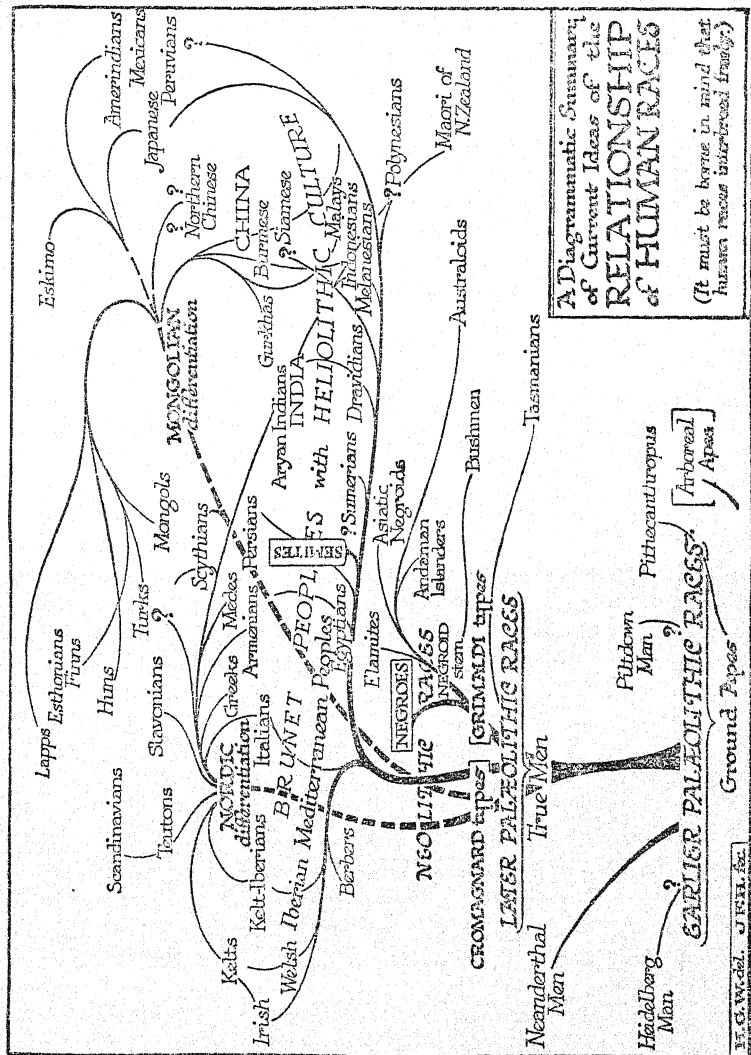 A Diagrammatic Summary
of Current Ideas of the
RELATIONSHIP
of HUMAN RACES
(It must be borne in mind that
human races interbreed freely.)
Eskimo
Amerindians
Mexicans
Peruvians
?
Japanese
?
Northern
Chinese
?
CHINA
Burmese
Siamese
?
Gurkhas
MONGOLIAN
differentiation
Lapps
Esthonians
Finns
Huns
Mongols
Turks
?
Scythians
Slavonians
Scandinavians
Teutons
NORDIC
differentiation
Kelts
Irish
Welsh
Kelt-Iberians
Greeks
Italians
Medes
Armenians
Persians
Aryan Indians
INDIA
BRUNET PEOPLES with HELIOLITHIC CULTURE
Iberian Mediterranean Peoples
Berbers
Egyptians
SEMITES
? Sumerians
Dravidians
Malays
Indonesians
Melanesians
? Polynesians
Maori of
N. Zealand
Elamites
Asiatic
Negroids
Andaman
Islanders
Australoids
NEOLITHIC RACES
NEGROES
NEGROID
stem
Bushmen
CROMAGNARD types
GRIMALDI types
LATER PALÆOLITHIC RACES
Tasmanians
True Men
Neanderthal
Men
Heidelberg
Man
?
Piltdown
Man
?
Pithecanthropus
EARLIER PALÆOLITHIC RACES
Ground Apes
Arboreal
Apes
H.G.W. del. J.F.H. fec.